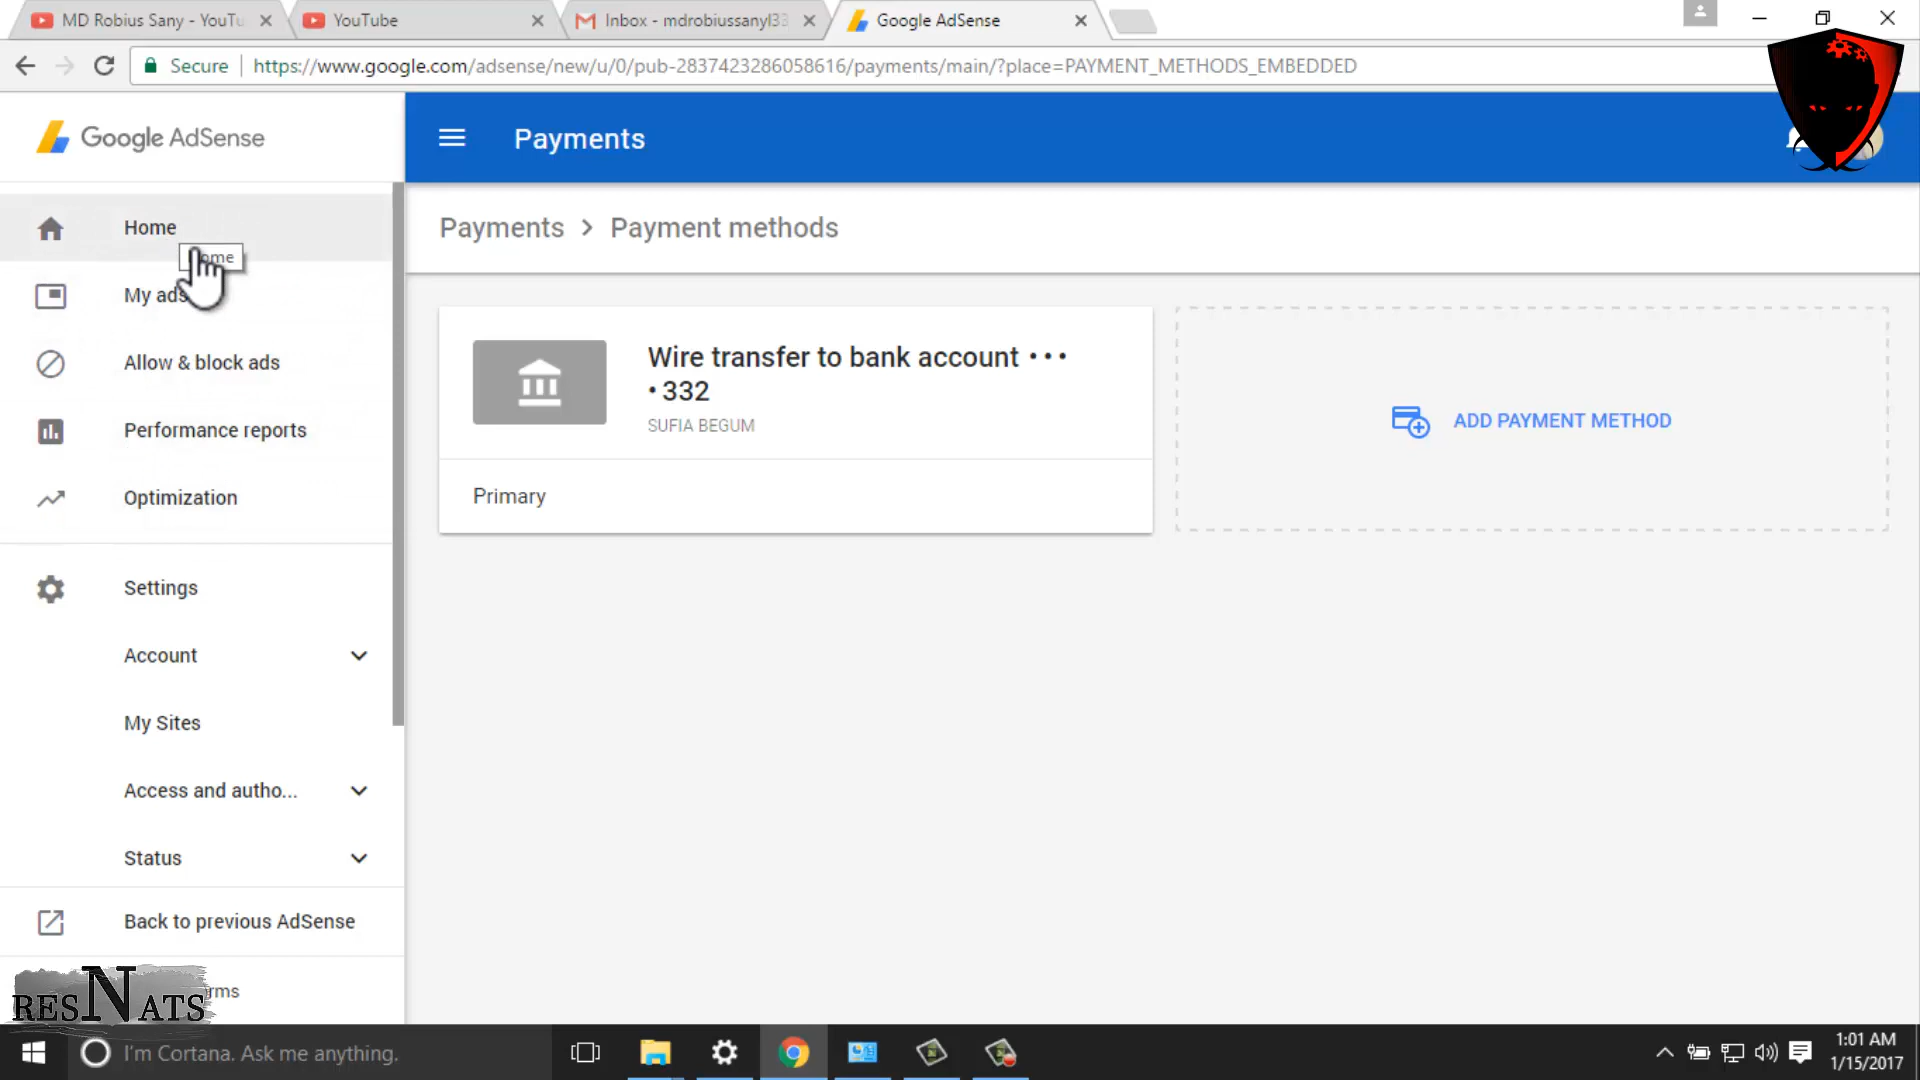 MD Robius Sany - YouTu
YouTube
Inbox - mdrobiussanyl33
Google AdSense
Secure
https://www.google.com/adsense/new/u/0/pub-2837423286058616/payments/main/?place=PAYMENT_METHODS_EMBEDDED
Google AdSense
Payments
Home
Payments > Payment methods
My ads
Allow & block ads
Performance reports
Optimization
Wire transfer to bank account • • •
• 332
SUFIA BEGUM
Primary
ADD PAYMENT METHOD
Settings
Account
My Sites
Access and autho...
Status
Back to previous AdSense
RESNATS
I'm Cortana. Ask me anything.
1:01 AM
1/15/2017